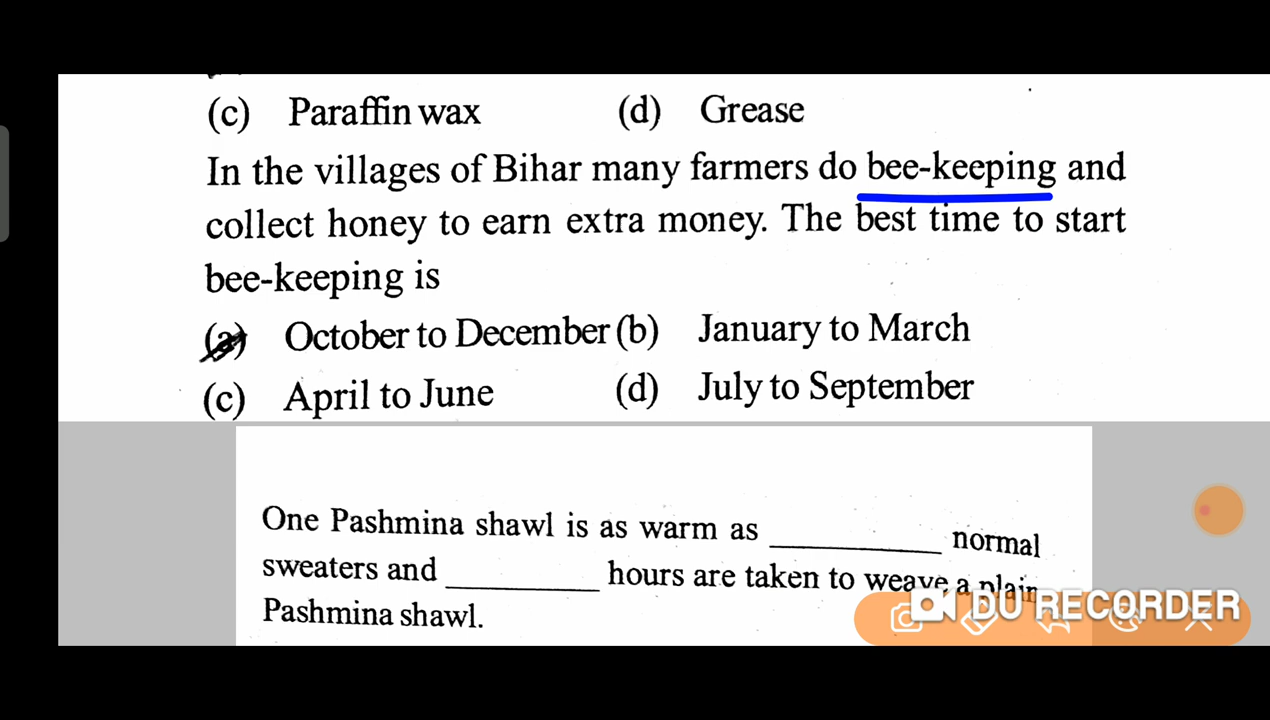 (c) Paraffin wax (d) Grease
In the villages of Bihar many farmers do bee-keeping and
collect honey to earn extra money. The best time to start
bee-keeping is
(a) October to December (b) January to March
(c) April to June (d) July to September
One Pashmina shawl is as warm as __________ normal
sweaters and __________ hours are taken to weave a plain
Pashmina shawl.
DU RECORDER